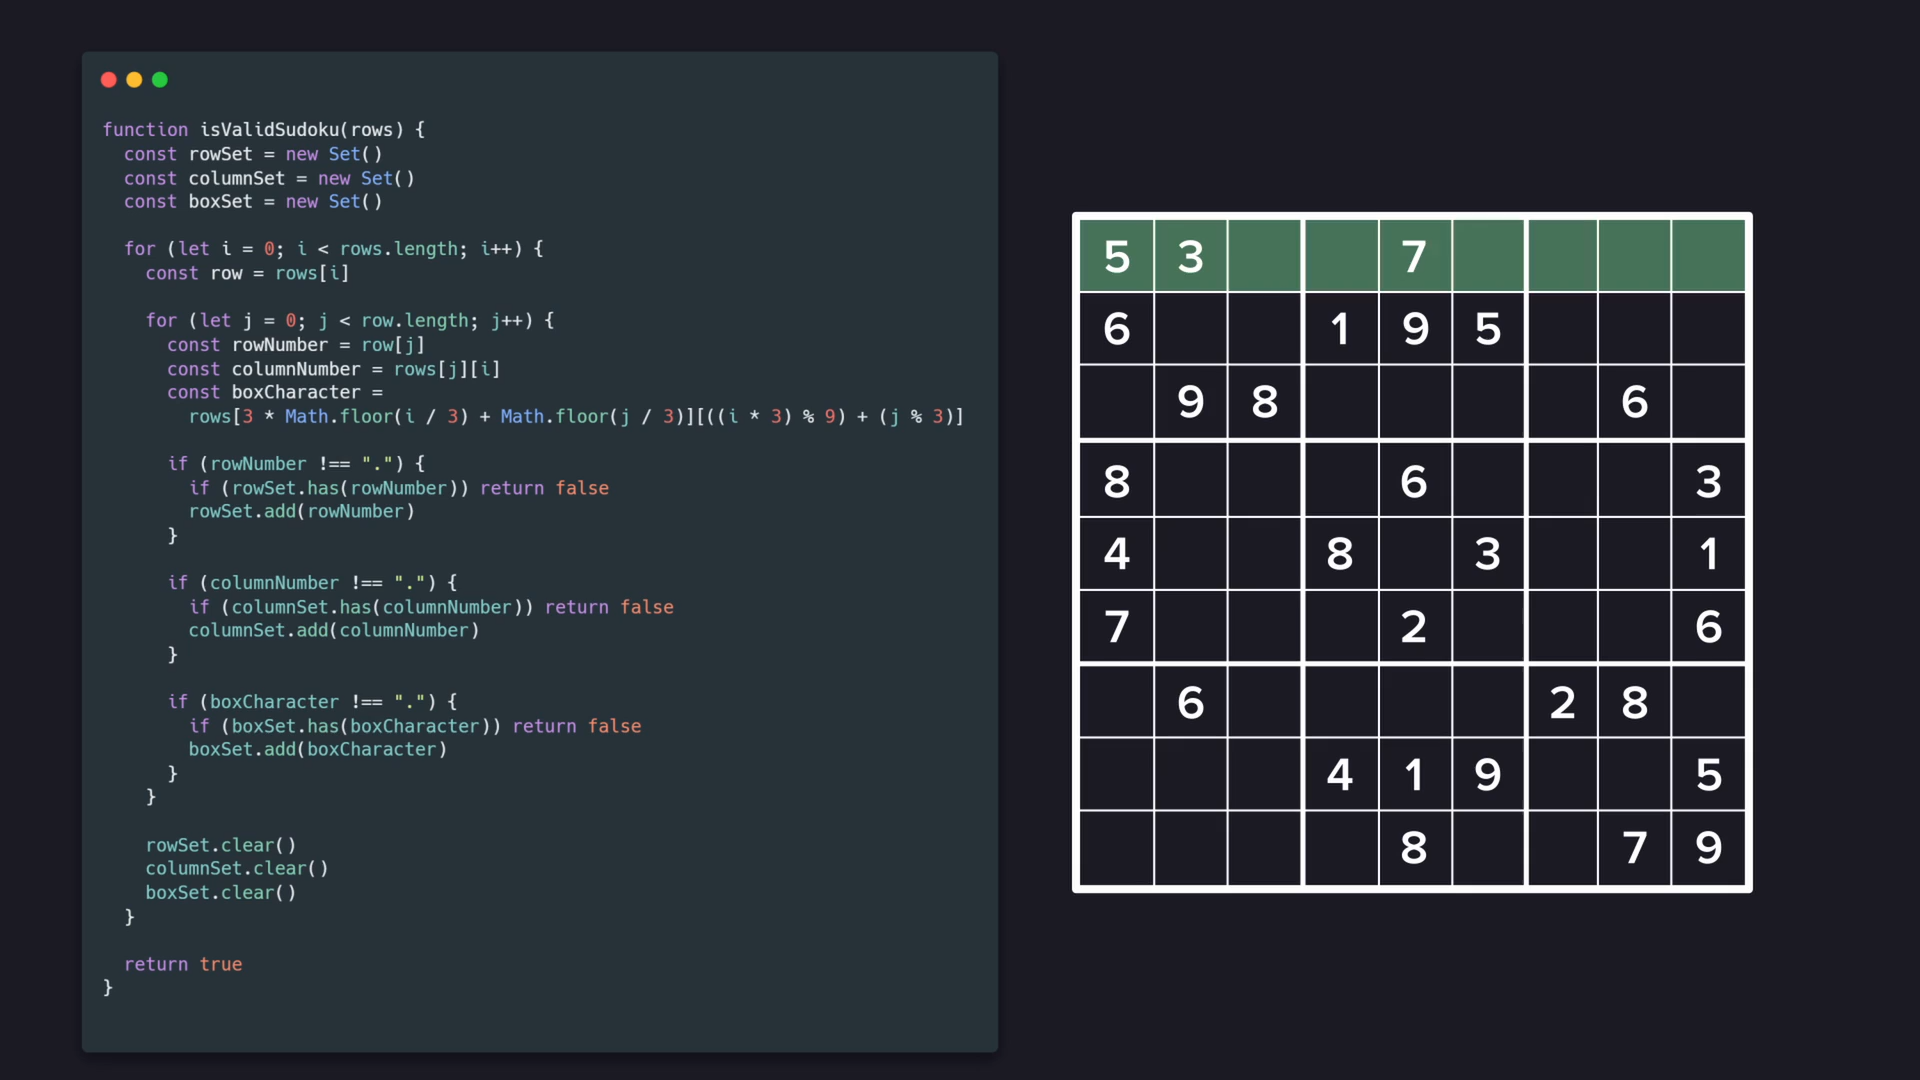 function isValidSudoku(rows) {
  const rowSet = new Set()
  const columnSet = new Set()
  const boxSet = new Set()

  for (let i = 0; i < rows.length; i++) {
    const row = rows[i]

    for (let j = 0; j < row.length; j++) {
      const rowNumber = row[j]
      const columnNumber = rows[j][i]
      const boxCharacter =
        rows[3 * Math.floor(i / 3) + Math.floor(j / 3)][((i * 3) % 9) + (j % 3)]

      if (rowNumber !== ".") {
        if (rowSet.has(rowNumber)) return false
        rowSet.add(rowNumber)
      }

      if (columnNumber !== ".") {
        if (columnSet.has(columnNumber)) return false
        columnSet.add(columnNumber)
      }

      if (boxCharacter !== ".") {
        if (boxSet.has(boxCharacter)) return false
        boxSet.add(boxCharacter)
      }
    }

    rowSet.clear()
    columnSet.clear()
    boxSet.clear()
  }

  return true
}
5 3 7
6 1 9 5
9 8 6
8 6 3
4 8 3 1
7 2 6
6 2 8
4 1 9 5
8 7 9